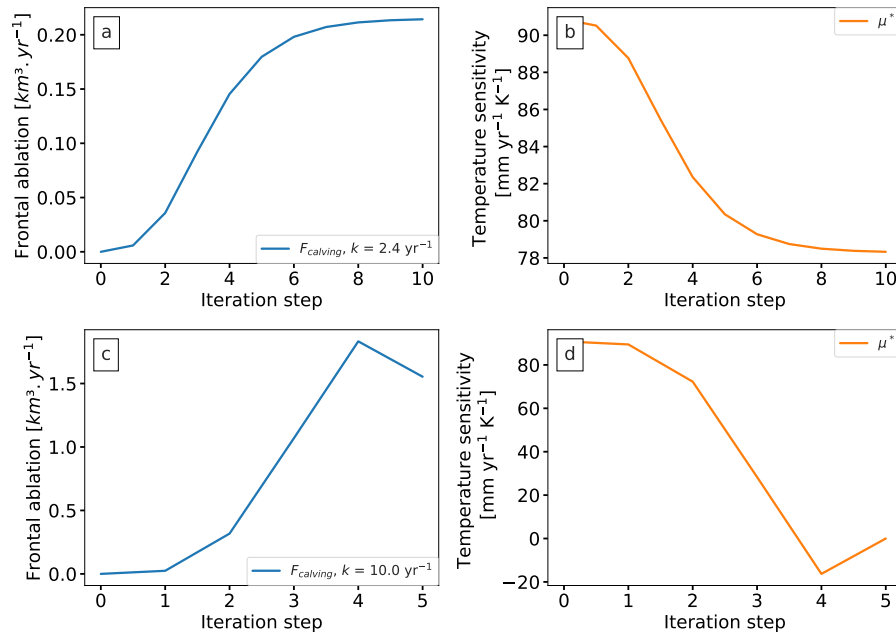 a
Frontal ablation [km³.yr⁻¹]
0.20
0.15
0.10
0.05
0.00
F_calving, k = 2.4 yr⁻¹
0 2 4 6 8 10
Iteration step
b
μ*
Temperature sensitivity
[mm yr⁻¹ K⁻¹]
90
88
86
84
82
80
78
0 2 4 6 8 10
Iteration step
c
Frontal ablation [km³.yr⁻¹]
1.5
1.0
0.5
0.0
F_calving, k = 10.0 yr⁻¹
0 1 2 3 4 5
Iteration step
d
μ*
Temperature sensitivity
[mm yr⁻¹ K⁻¹]
80
60
40
20
0
−20
0 1 2 3 4 5
Iteration step